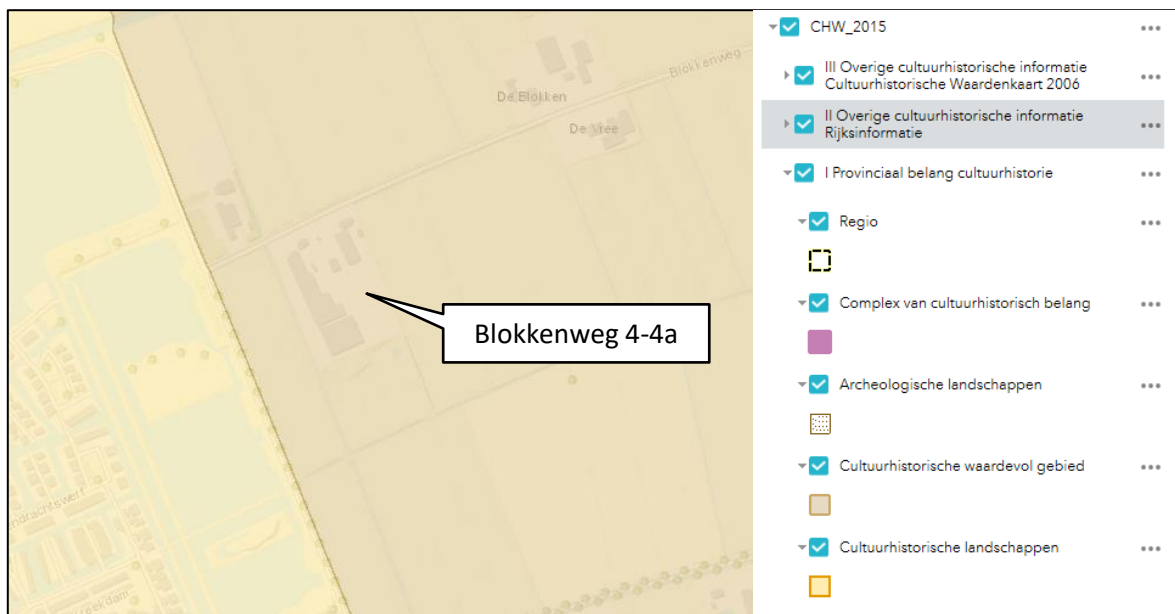 Blokkenweg
De Blokken
De Vree
Blokkenweg 4-4a
CHW_2015
III Overige cultuurhistorische informatie
Cultuurhistorische Waardenkaart 2006
II Overige cultuurhistorische informatie
Rijksinformatie
I Provinciaal belang cultuurhistorie
Regio
Complex van cultuurhistorisch belang
Archeologische landschappen
Cultuurhistorische waardevol gebied
Cultuurhistorische landschappen